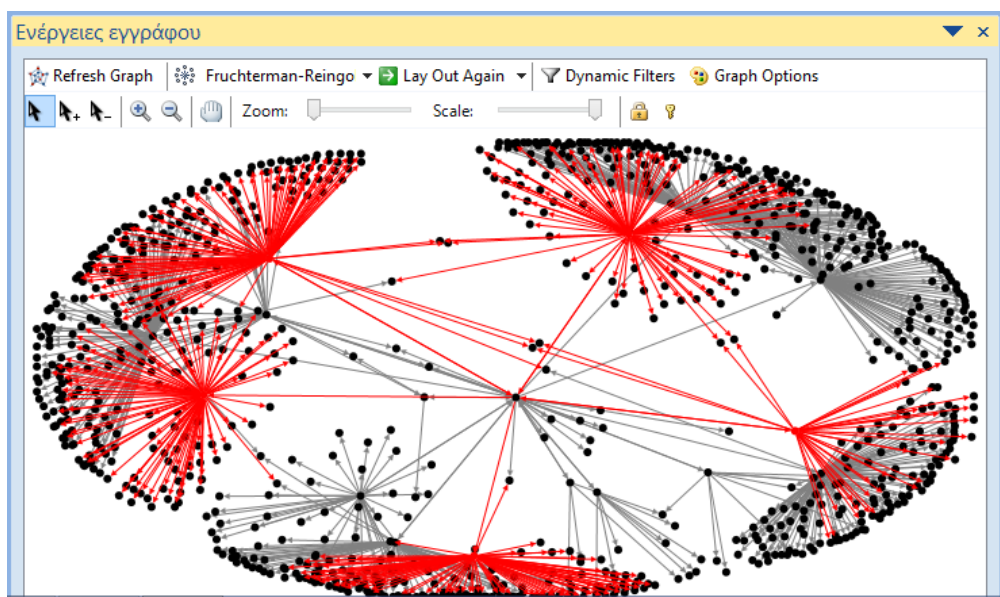 Ενέργειες εγγράφου
Refresh Graph Fruchterman-Reingo Lay Out Again Dynamic Filters Graph Options
Zoom: Scale: